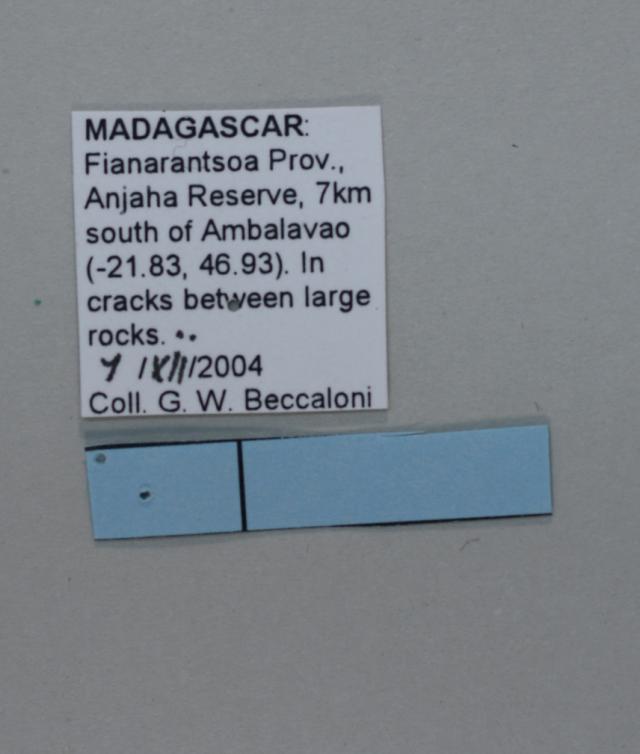 MADAGASCAR:
Fianarantsoa Prov.,
Anjaha Reserve, 7km
south of Ambalavao
(-21.83, 46.93). In
cracks between large
rocks.
/XII/2004
Coll. G. W. Beccaloni